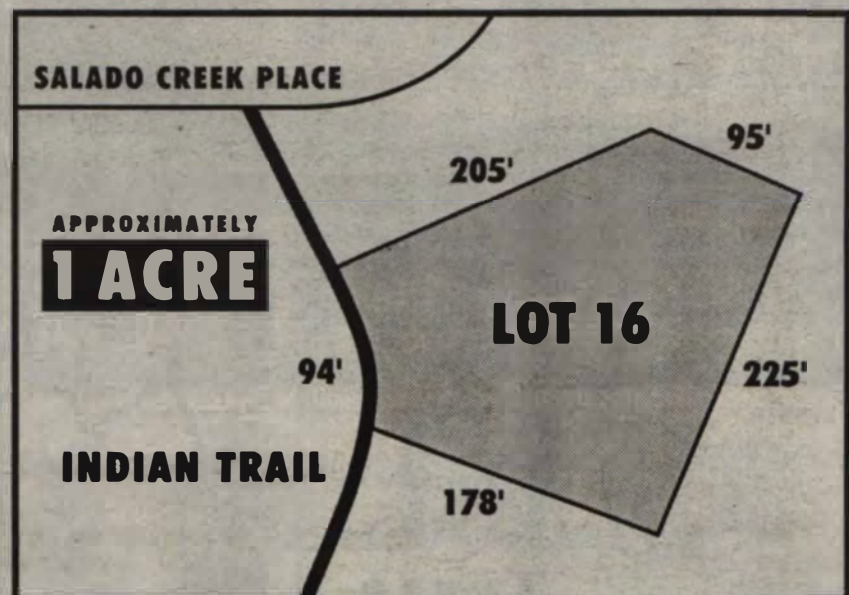 SALADO CREEK PLACE
95'
205'
APPROXIMATELY
1 ACRE
LOT 16
94'
225'
INDIAN TRAIL
178'